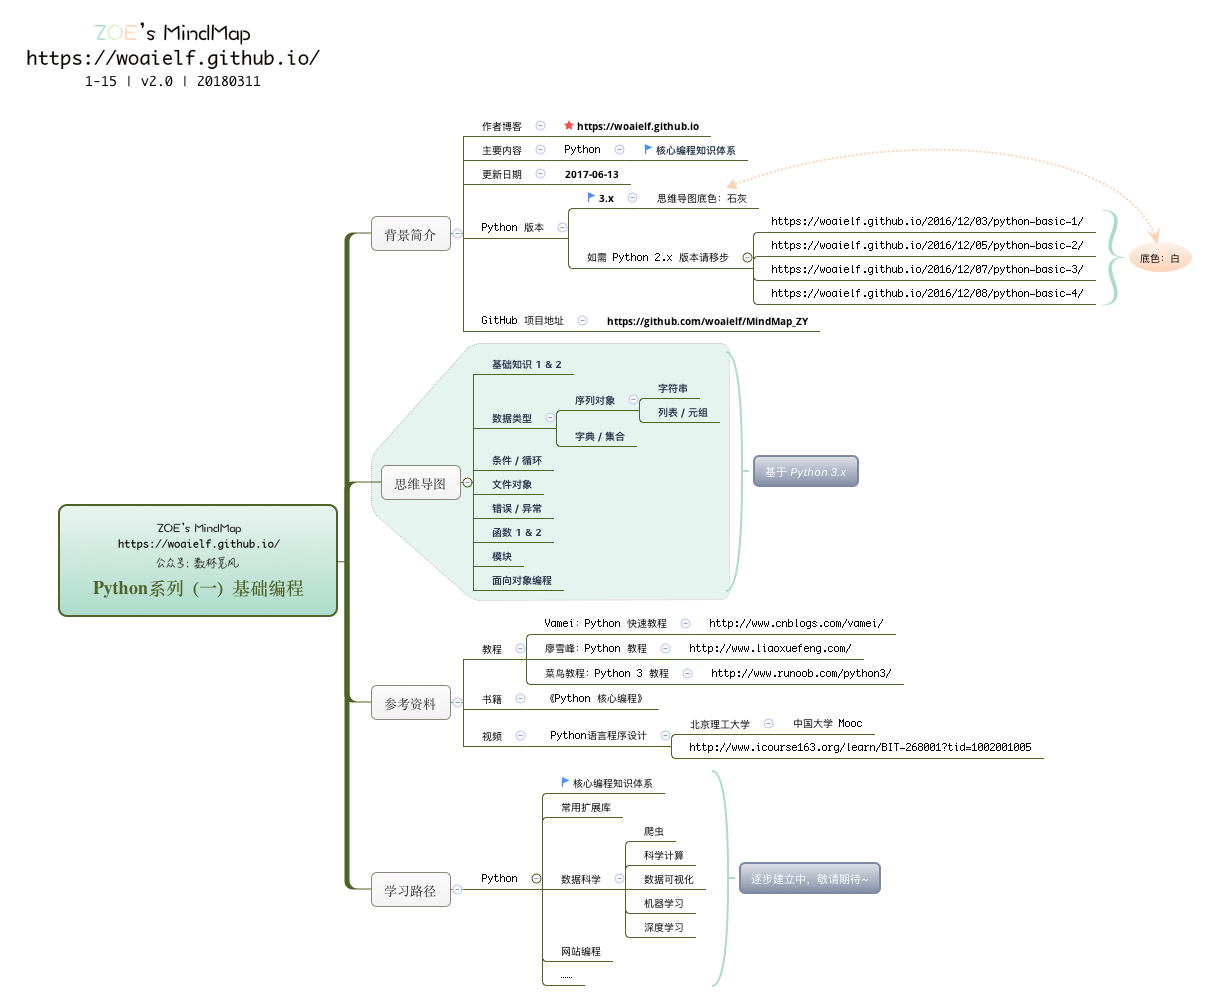 ZOE's MindMap
https://woaielf.github.io/
1-15 | v2.0 | 20180311
作者博客
https://woaielf.github.io
主要内容
Python
核心编程知识体系
更新日期
2017-06-13
Python 版本
3.x
思维导图底色：石灰
如需 Python 2.x 版本请移步
https://woaielf.github.io/2016/12/03/python-basic-1/
https://woaielf.github.io/2016/12/05/python-basic-2/
https://woaielf.github.io/2016/12/07/python-basic-3/
https://woaielf.github.io/2016/12/08/python-basic-4/
底色：白
背景简介
GitHub 项目地址
https://github.com/woaielf/MindMap_ZY
思维导图
基础知识 1 & 2
数据类型
序列对象
字符串
列表 / 元组
字典 / 集合
条件 / 循环
文件对象
错误 / 异常
函数 1 & 2
模块
面向对象编程
基于 Python 3.x
ZOE's MindMap
https://woaielf.github.io/
公众号：数林觅风
Python系列（一）基础编程
参考资料
教程
Vamei：Python 快速教程
http://www.cnblogs.com/vamei/
廖雪峰：Python 教程
http://www.liaoxuefeng.com/
菜鸟教程：Python 3 教程
http://www.runoob.com/python3/
书籍
《Python 核心编程》
视频
Python语言程序设计
北京理工大学
中国大学 Mooc
http://www.icourse163.org/learn/BIT-268001?tid=1002001005
学习路径
Python
核心编程知识体系
常用扩展库
数据科学
爬虫
科学计算
数据可视化
机器学习
深度学习
网站编程
……
逐步建立中，敬请期待~